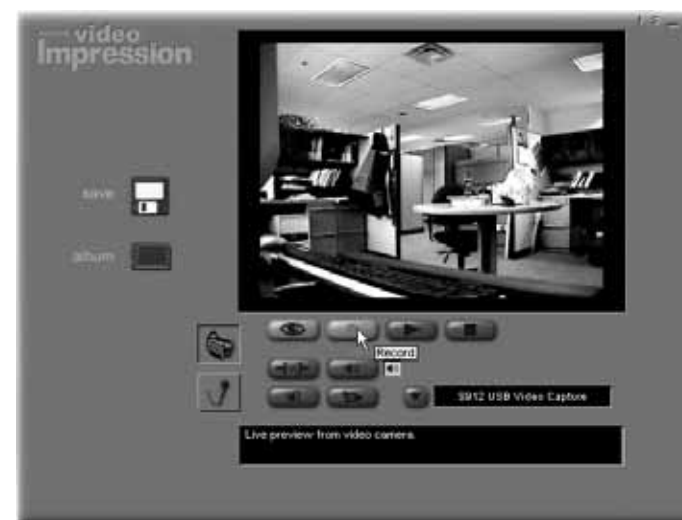 video
Impression
save
album
Record
S912 USB Video Capture
Live preview from video camera.